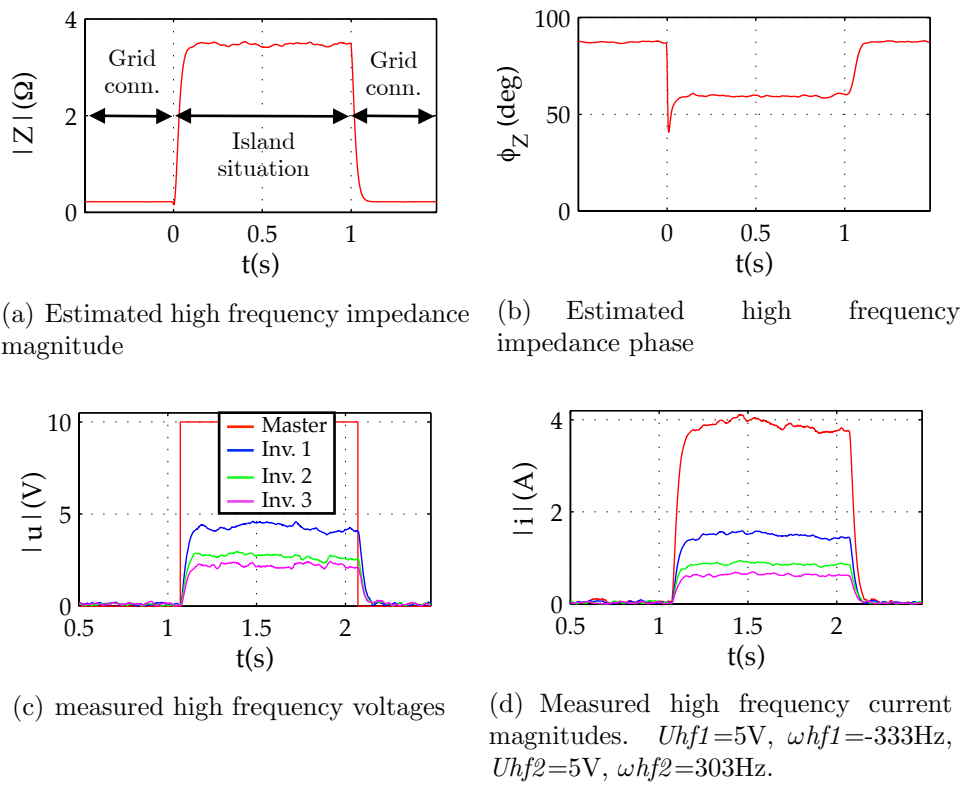 4
2
0
|Z|(Ω)
Grid
conn.
Grid
conn.
Island
situation
0
0.5
1
t(s)
(a) Estimated high frequency impedance
magnitude
100
50
0
ϕZ (deg)
0
0.5
1
t(s)
(b) Estimated high frequency
impedance phase
10
5
0
|u|(V)
Master
Inv. 1
Inv. 2
Inv. 3
0.5
1
1.5
2
t(s)
(c) measured high frequency voltages
4
2
0
|i|(A)
0.5
1
1.5
2
t(s)
(d) Measured high frequency current
magnitudes. Uhf1=5V, ωhf1=-333Hz,
Uhf2=5V, ωhf2=303Hz.